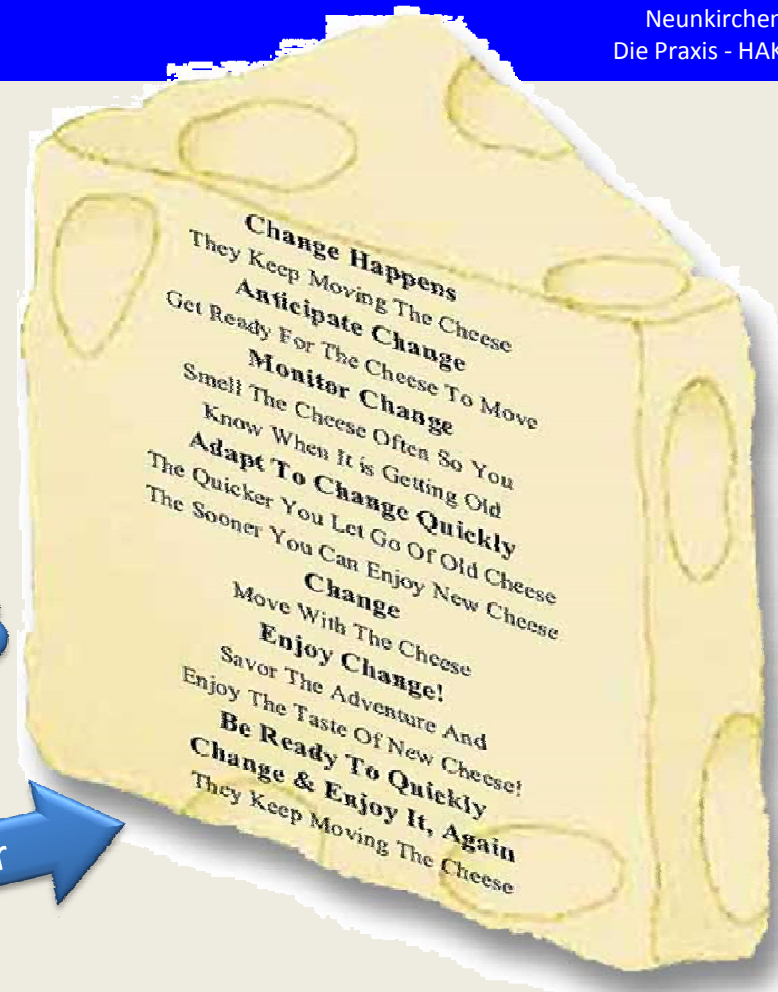 Neunkirchen
Die Praxis - HAK
Change Happens
They Keep Moving The Cheese
Anticipate Change
Get Ready For The Cheese To Move
Monitor Change
Smell The Cheese Often So You
Know When It is Getting Old
Adapt To Change Quickly
The Quicker You Let Go Of Old Cheese
The Sooner You Can Enjoy New Cheese
Change
Move With The Cheese
Enjoy Change!
Savor The Adventure And
Enjoy The Taste Of New Cheese!
Be Ready To Quickly
Change & Enjoy It, Again
They Keep Moving The Cheese